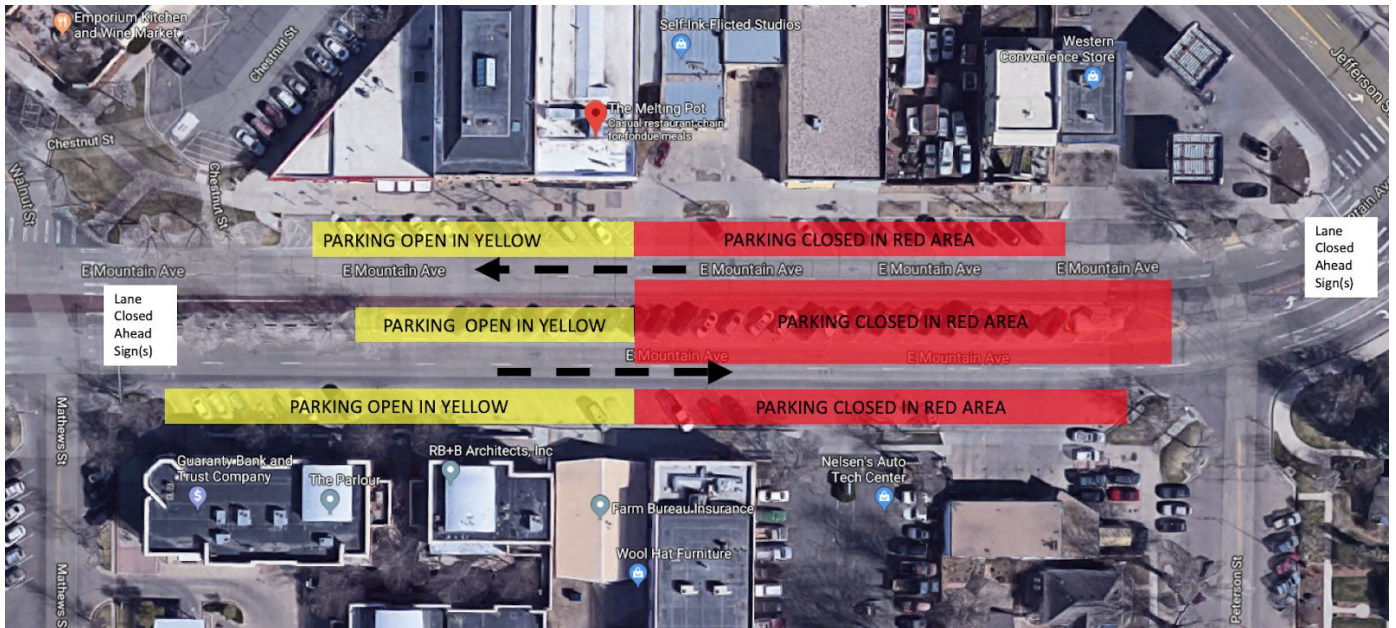 Emporium Kitchen
and Wine Market
Chestnut St
Self-Ink-Flicted Studios
Western
Convenience Store
Jefferson S
The Melting Pot
Casual restaurant chain
for fondue meals
Chestnut St
Walnut St
Chestnut St
PARKING OPEN IN YELLOW
PARKING CLOSED IN RED AREA
Lane
Closed
Ahead
Sign(s)
ountain Ave
E Mountain Ave
E Mountain Ave
E Mountain Ave
E Mountain Ave
E Mountain Ave
Lane
Closed
Ahead
Sign(s)
PARKING  OPEN IN YELLOW
PARKING CLOSED IN RED AREA
E Mountain Ave
E Mountain Ave
PARKING OPEN IN YELLOW
PARKING CLOSED IN RED AREA
Mathews St
Guaranty Bank and
Trust Company
The Parlour
RB+B Architects, Inc
Farm Bureau Insurance
Nelsen's Auto
Tech Center
Wool Hat Furniture
Mathews S
Peterson St